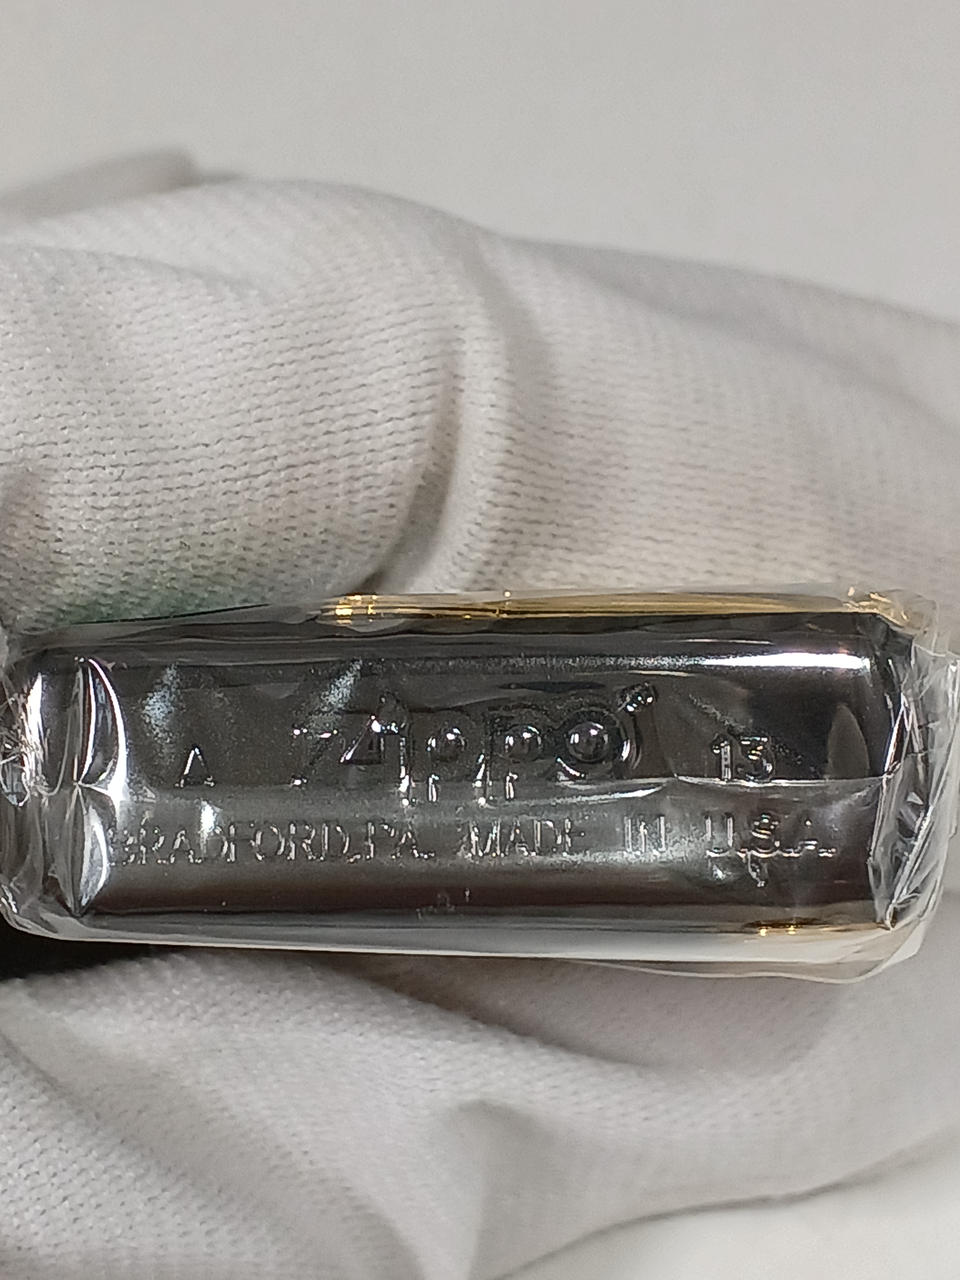 A Zippo 13
BRADFORD, PA. MADE IN U.S.A.